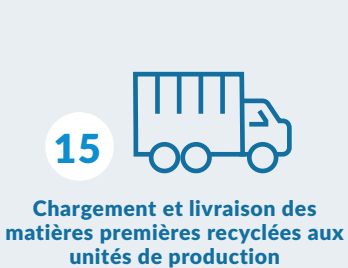 15
Chargement et livraison des
matières premières recyclées aux
unités de production